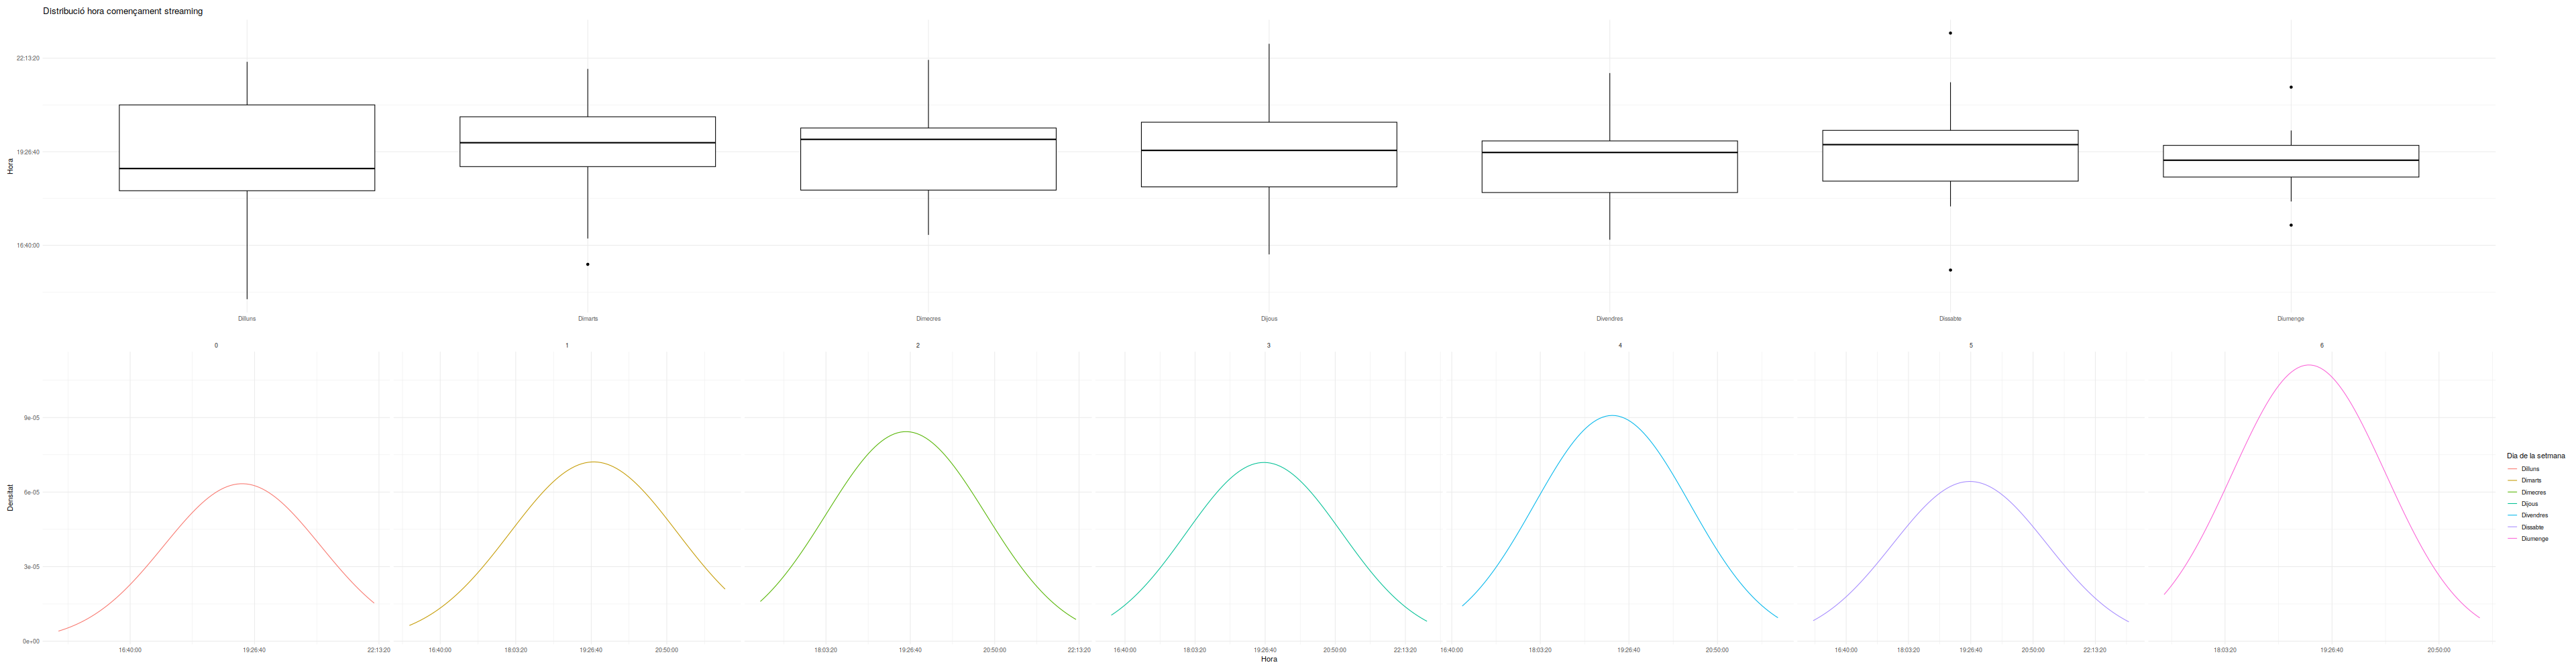 Distribució hora començament streaming
Hora
22:13:20
19:26:40
16:40:00
Dilluns Dimarts Dimecres Dijous Divendres Dissabte Diumenge
0 1 2 3 4 5 6
Densitat
9e-05
6e-05
3e-05
0e+00
16:40:00 19:26:40 22:13:20 16:40:00 18:03:20 19:26:40 20:50:00 18:03:20 19:26:40 20:50:00 22:13:20 16:40:00 18:03:20 19:26:40 20:50:00 22:13:20 16:40:00 18:03:20 19:26:40 20:50:00 16:40:00 18:03:20 19:26:40 20:50:00 22:13:20 18:03:20 19:26:40 20:50:00
Hora
Dia de la setmana
Dilluns
Dimarts
Dimecres
Dijous
Divendres
Dissabte
Diumenge